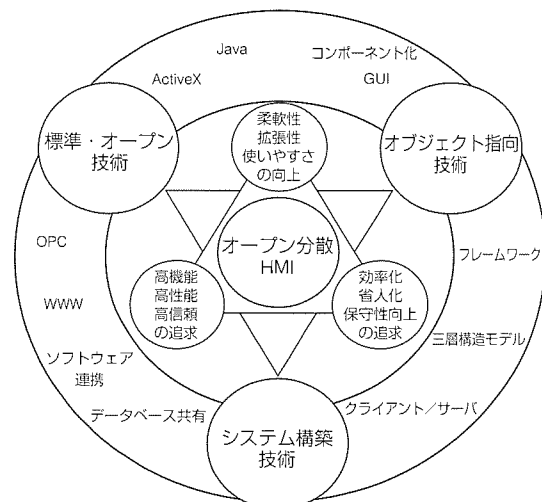 Java
コンポーネント化
ActiveX
GUI
標準・オープン
技術
柔軟性
拡張性
使いやすさ
の向上
オブジェクト指向
技術
オープン分散
HMI
OPC
フレームワーク
高機能
高性能
高信頼
の追求
効率化
省人化
保守性向上
の追求
WWW
三層構造モデル
ソフトウェア
連携
データベース共有
クライアント／サーバ
システム構築
技術